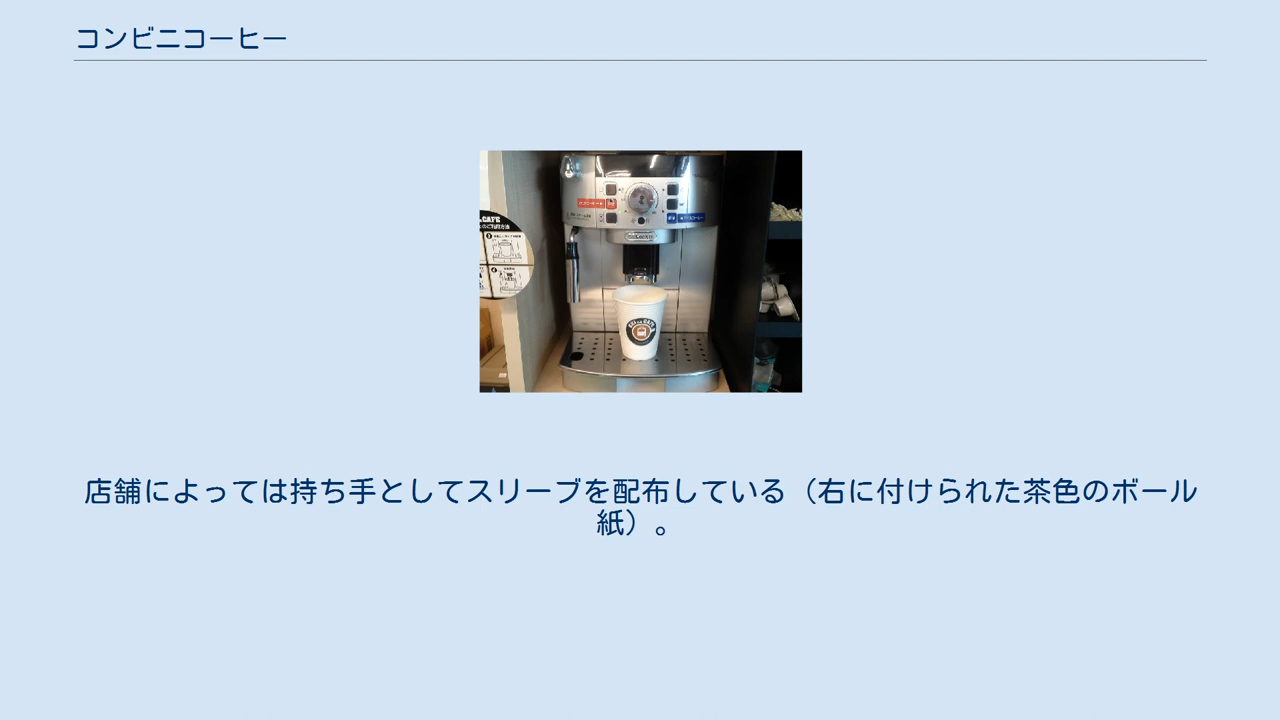 コンビニコーヒー
CAFE
店舗によっては持ち手としてスリーブを配布している（右に付けられた茶色のボール
紙）。